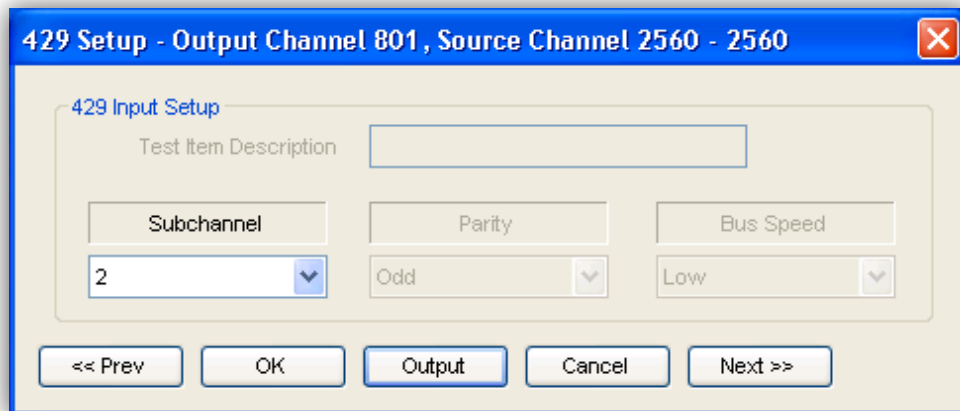 429 Setup - Output Channel 801, Source Channel 2560 - 2560
429 Input Setup
Test Item Description
Subchannel Parity Bus Speed
2 Odd Low
<< Prev OK Output Cancel Next >>